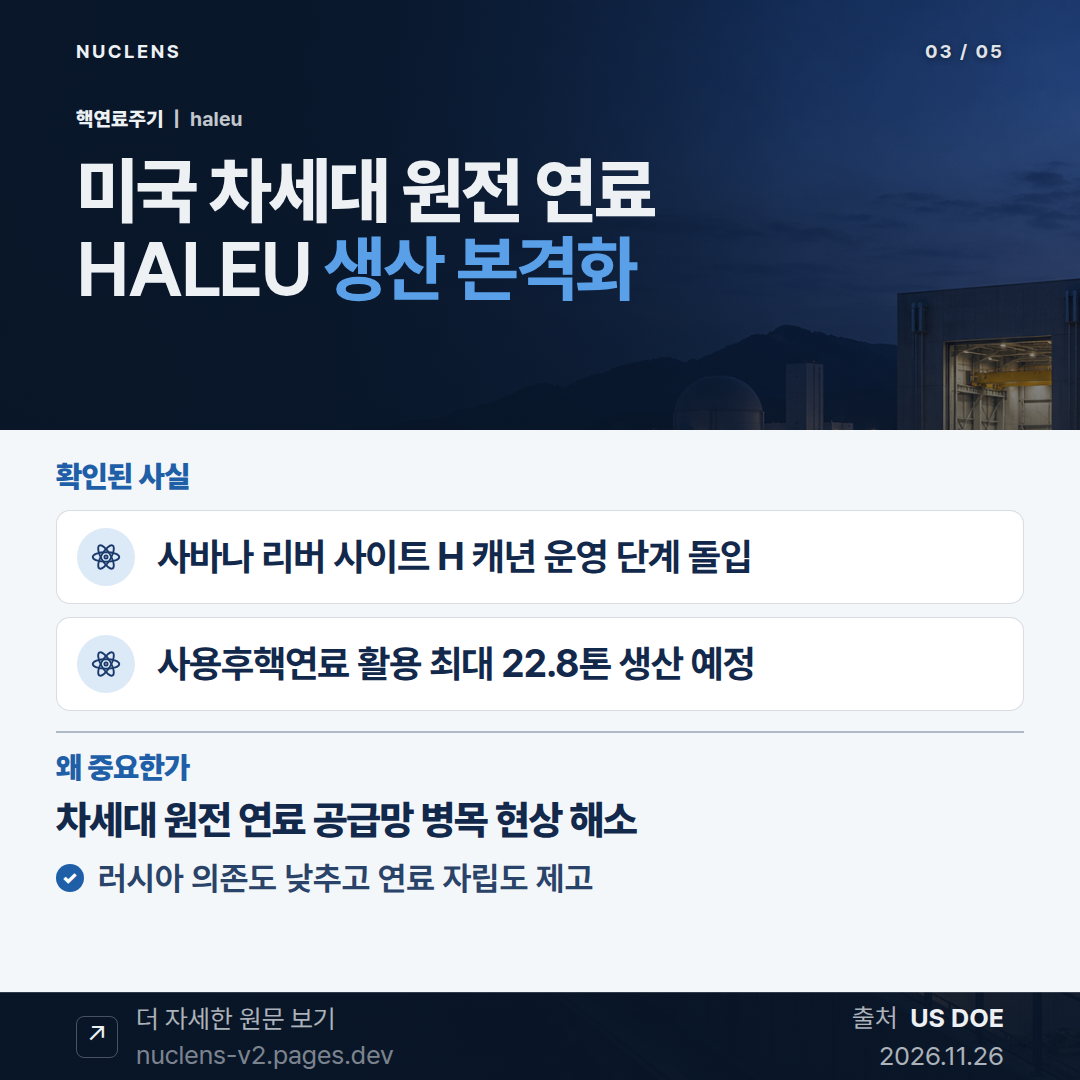 NUCLENS
03 / 05
핵연료주기 | haleu
미국 차세대 원전 연료
HALEU 생산 본격화
확인된 사실
사바나 리버 사이트 H 캐년 운영 단계 돌입
사용후핵연료 활용 최대 22.8톤 생산 예정
왜 중요한가
차세대 원전 연료 공급망 병목 현상 해소
러시아 의존도 낮추고 연료 자립도 제고
더 자세한 원문 보기
nuclens-v2.pages.dev
출처 US DOE
2026.11.26